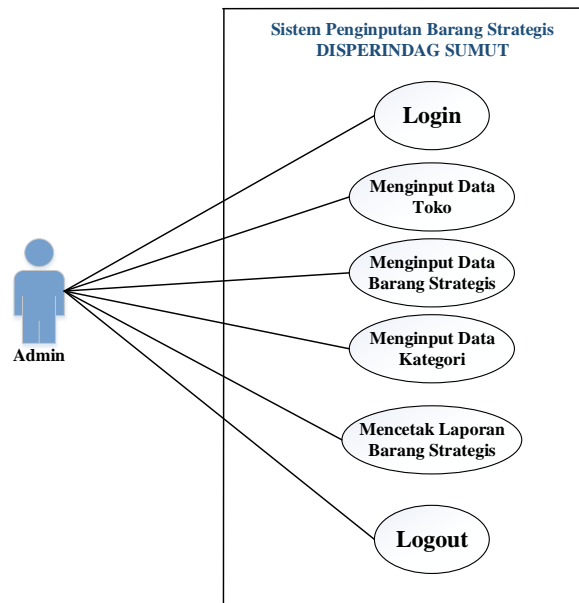 Sistem Penginputan Barang Strategis
DISPERINDAG SUMUT
Login
Menginput Data
Toko
Menginput Data
Barang Strategis
Admin
Menginput Data
Kategori
Mencetak Laporan
Barang Strategis
Logout